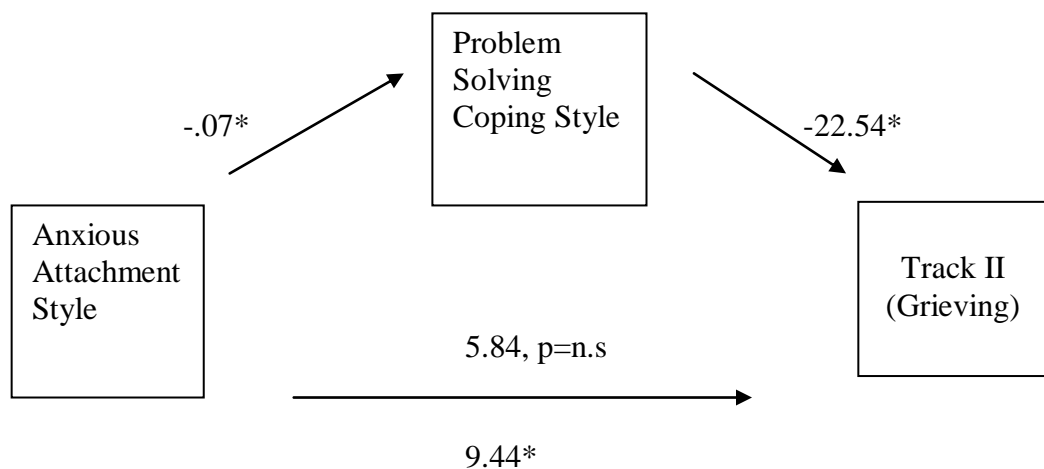 Problem
Solving
Coping Style
-.07*
-22.54*
Anxious
Attachment
Style
Track II
(Grieving)
5.84, p=n.s
9.44*